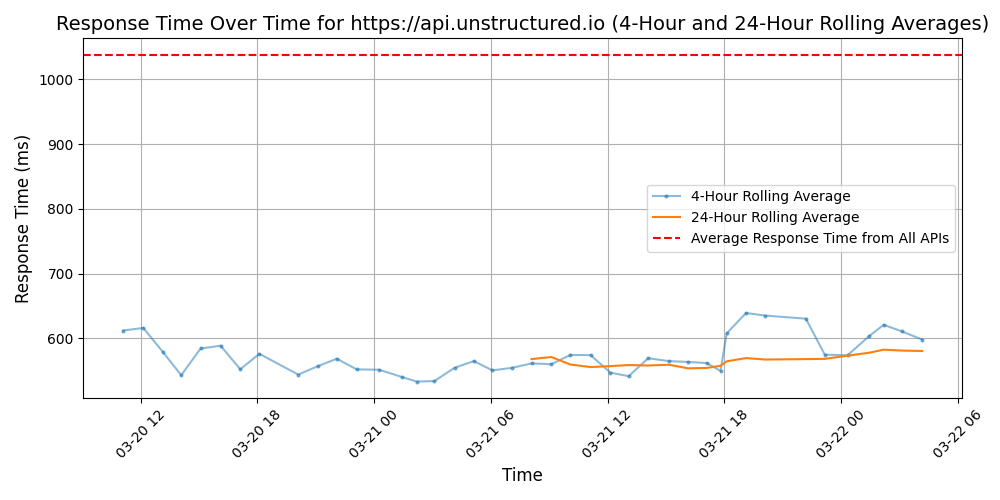 Response Time Over Time for https://api.unstructured.io (4-Hour and 24-Hour Rolling Averages)
Response Time (ms)
1000
900
800
700
600
4-Hour Rolling Average
24-Hour Rolling Average
Average Response Time from All APIs
03-20 12
03-20 18
03-21 00
03-21 06
03-21 12
03-21 18
03-22 00
03-22 06
Time